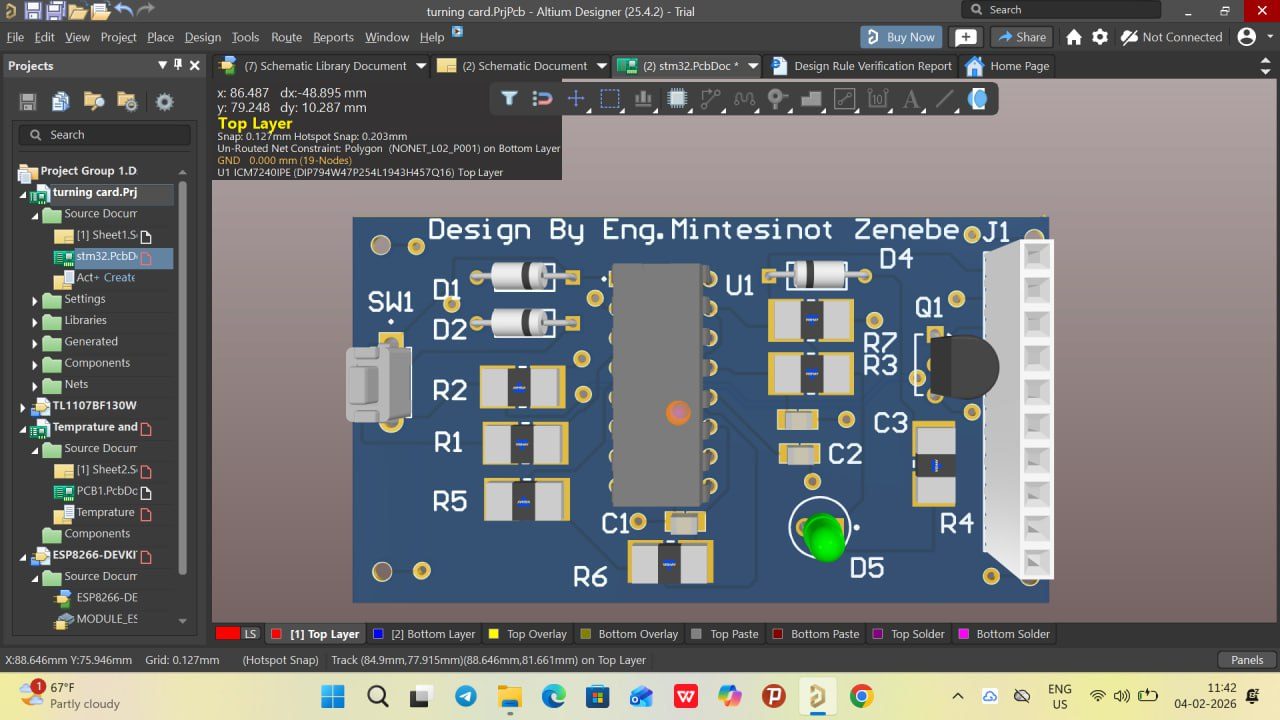 turning card.PrjPcb - Altium Designer (25.4.2) - Trial
Search
File Edit View Project Place Design Tools Route Reports Window Help
Buy Now
Share
Not Connected
Projects
(7) Schematic Library Document
(2) Schematic Document
(2) stm32.PcbDoc *
Design Rule Verification Report
Home Page
Search
Project Group 1.D
turning card.Prj
Source Docum
[1] Sheet1.S
stm32.PcbD
Act+ Create
Settings
Libraries
Generated
Components
Nets
TL1107BF130W
Temprature and
Source Docum
[1] Sheet2.S
PCB1.PcbDo
Temprature
Components
ESP8266-DEVKI
Source Docum
ESP8266-DE
MODULE_ES
x: 86.487 dx:-48.895 mm
y: 79.248 dy: 10.287 mm
Top Layer
Snap: 0.127mm Hotspot Snap: 0.203mm
Un-Routed Net Constraint: Polygon (NONET_L02_P001) on Bottom Layer
GND 0.000 mm (19-Nodes)
U1 ICM7240IPE (DIP794W47P254L1943H457Q16) Top Layer
Design By Eng.Mintesinot Zenebe
J1
D4
D1
U1
SW1
Q1
D2
R7
R3
R2
C3
R1
C2
R5
C1
R4
D5
R6
LS
[1] Top Layer
[2] Bottom Layer
Top Overlay
Bottom Overlay
Top Paste
Bottom Paste
Top Solder
Bottom Solder
X:88.646mm Y:75.946mm Grid: 0.127mm (Hotspot Snap) Track (84.9mm,77.915mm)(88.646mm,81.661mm) on Top Layer
Panels
1
67°F
Partly cloudy
ENG
US
11:42
04-02-2026